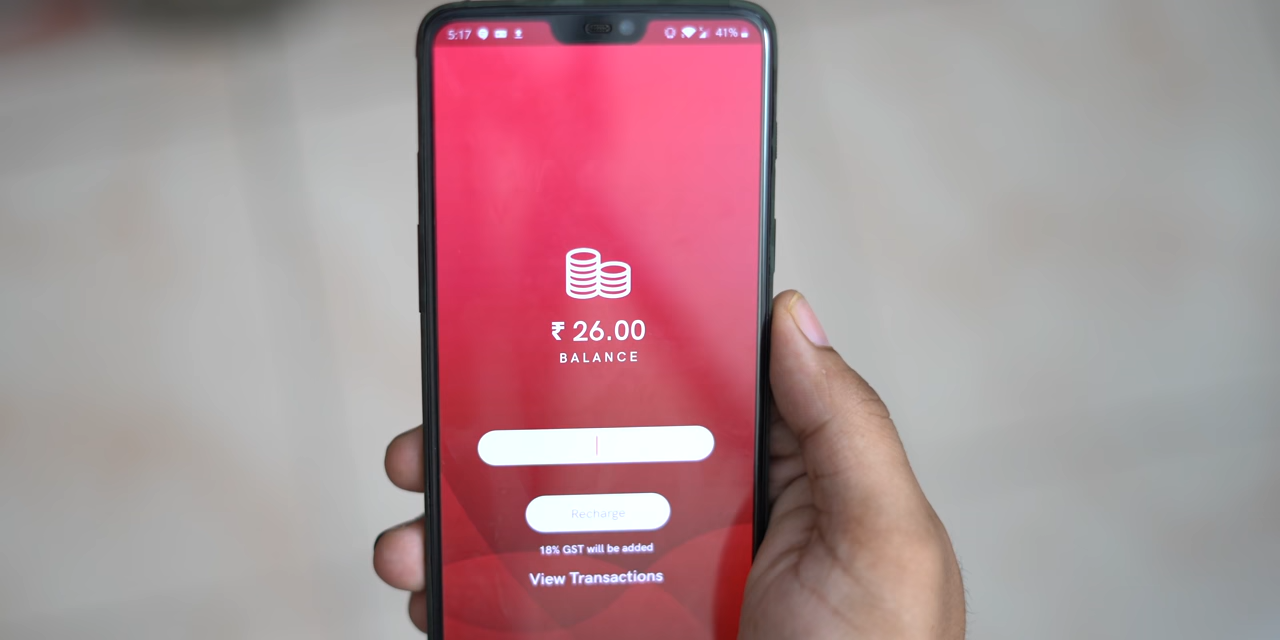 5:17 41%
₹ 26.00
BALANCE
Recharge
18% GST will be added
View Transactions